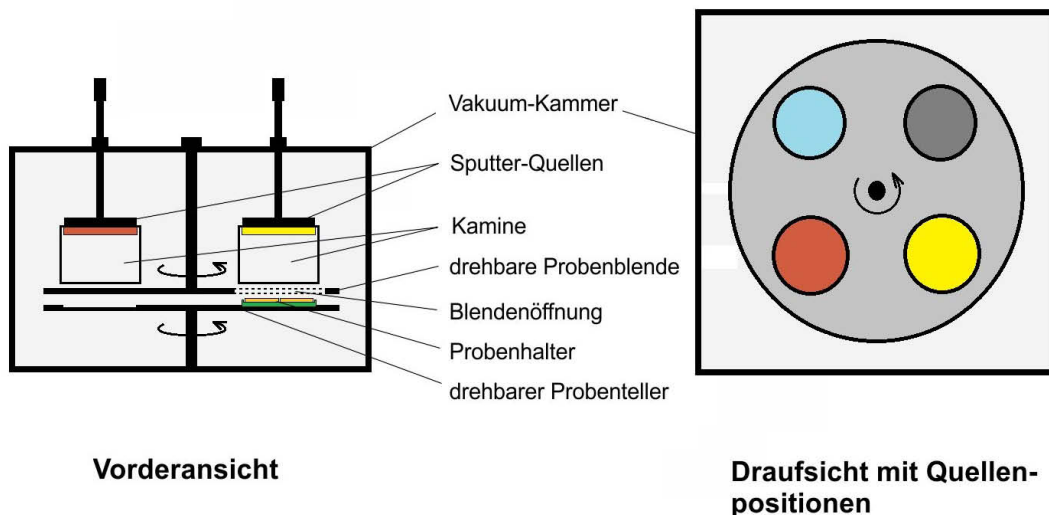 Vakuum-Kammer
Sputter-Quellen
Kamine
drehbare Probenblende
Blendenöffnung
Probenhalter
drehbarer Probenteller
Vorderansicht
Draufsicht mit Quellen-
positionen